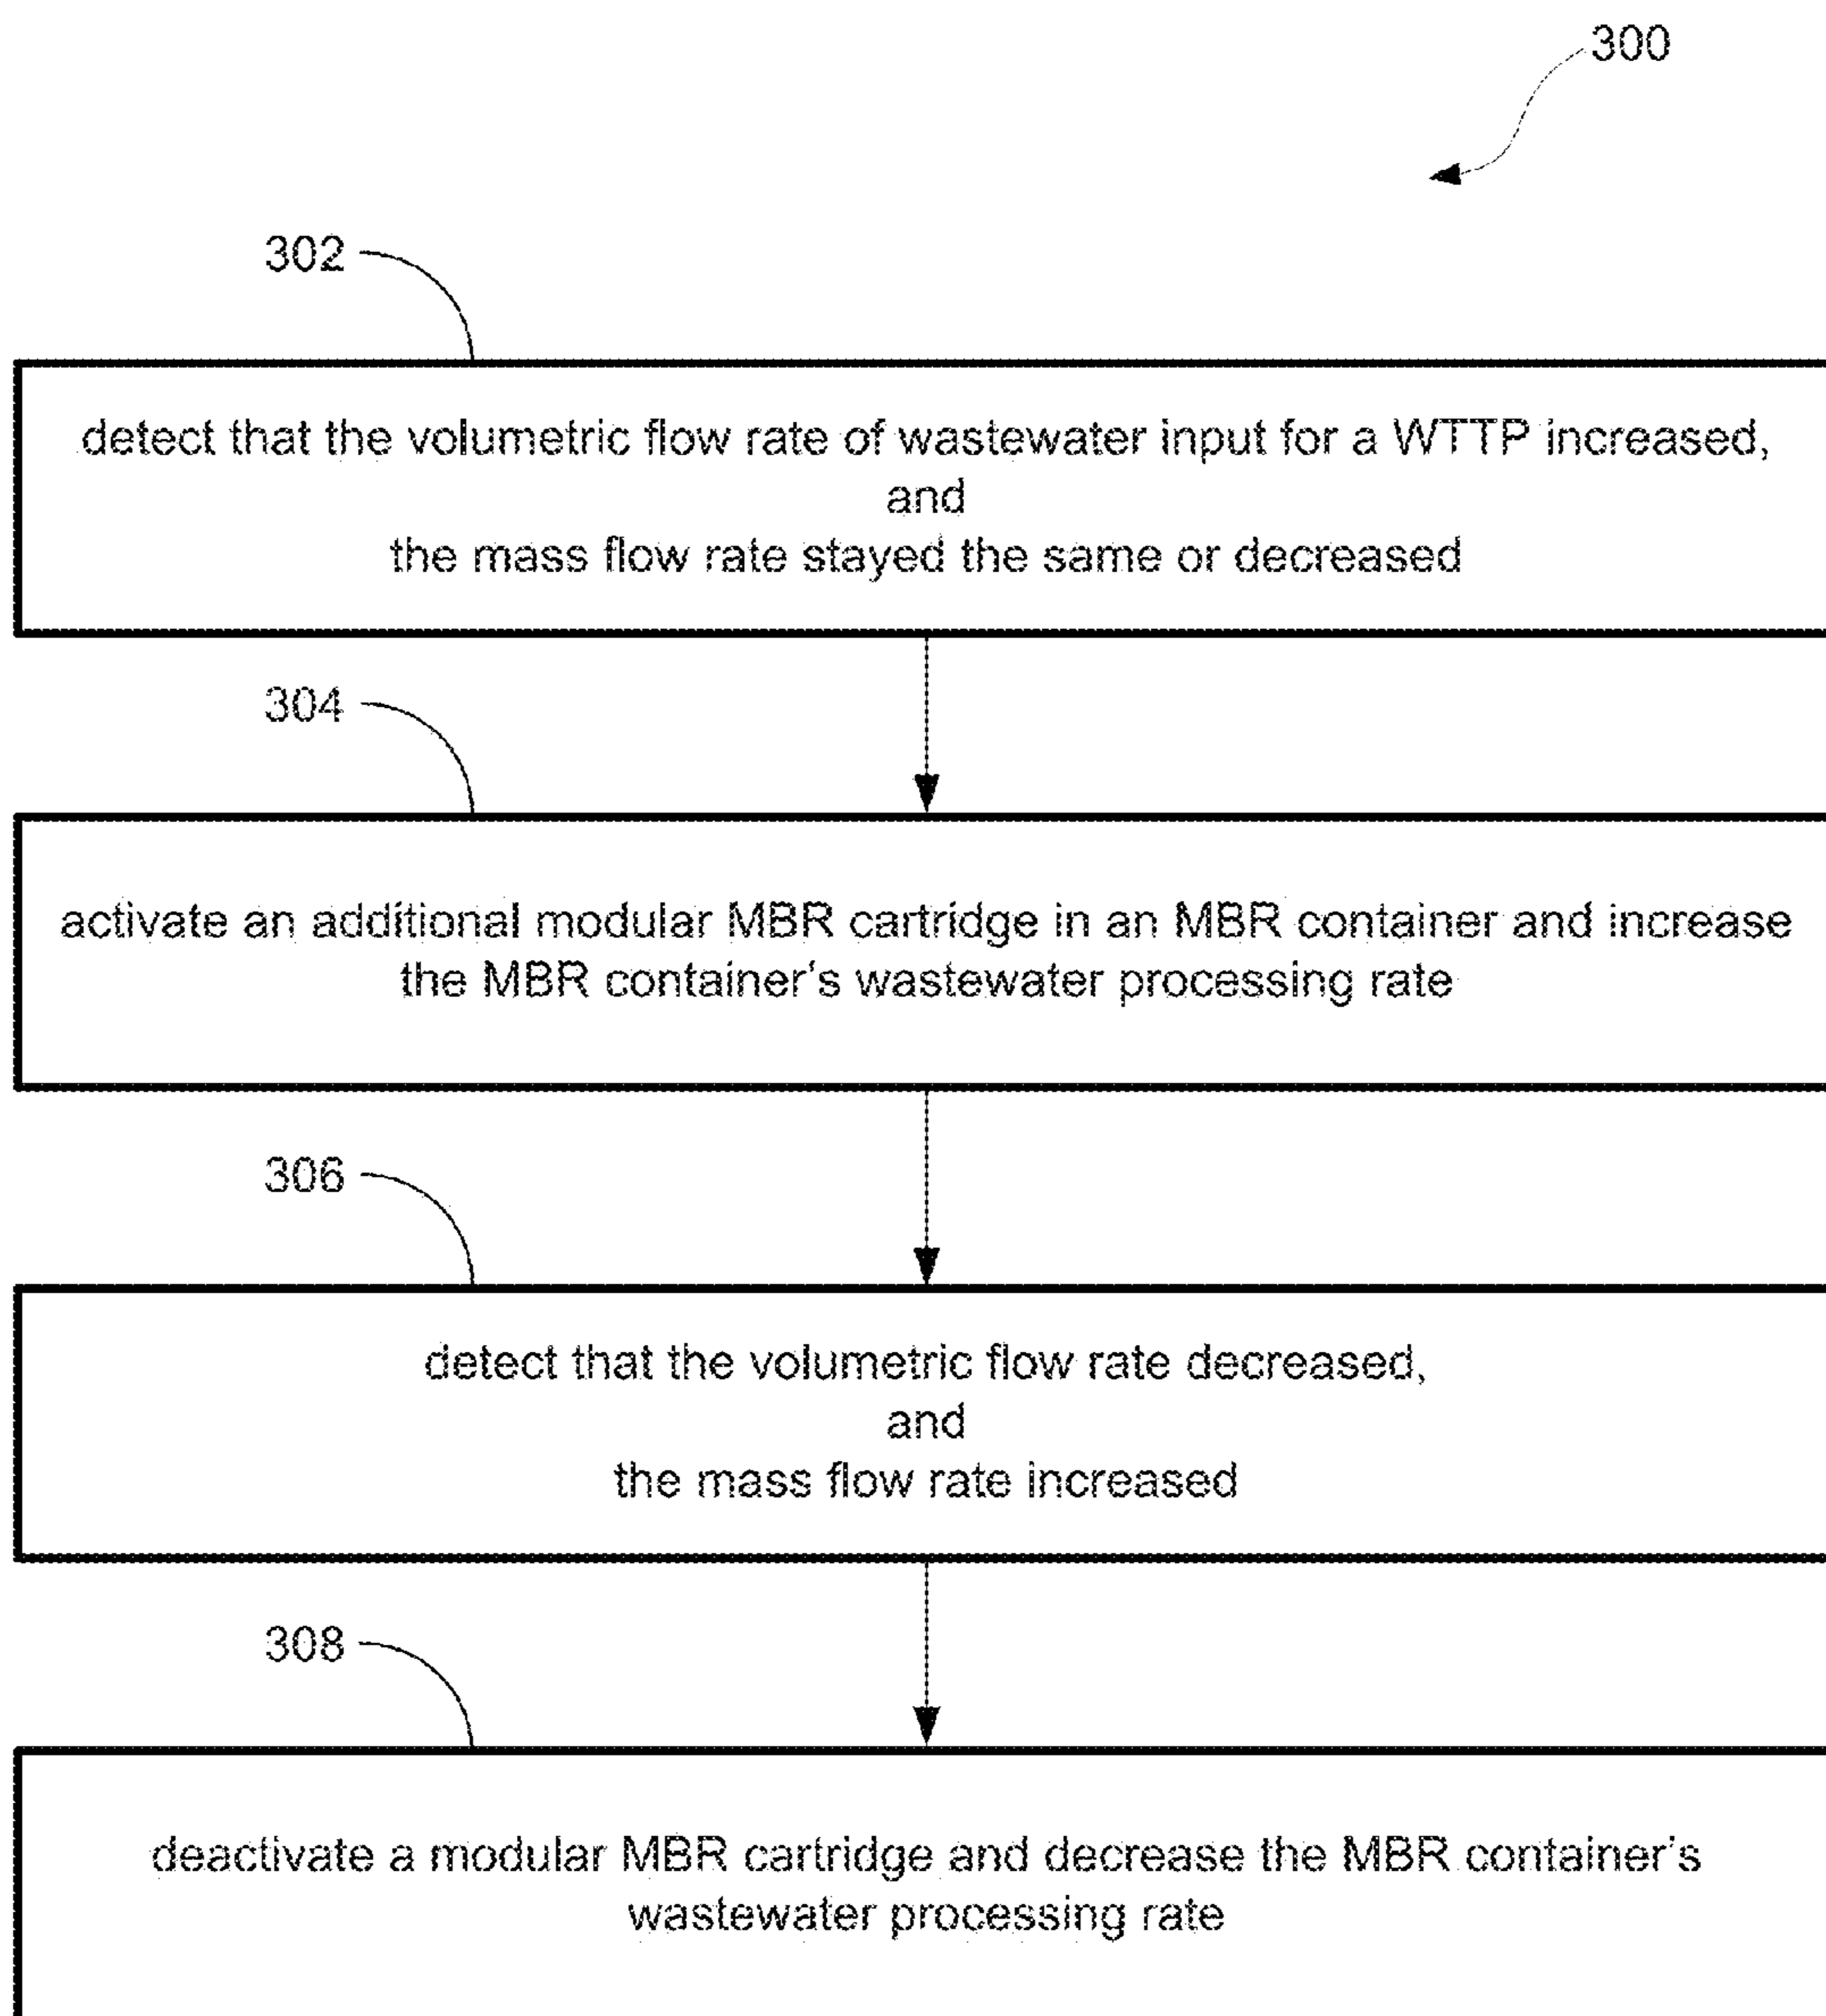 300
302
detect that the volumetric flow rate of wastewater input for a WTTP increased,
and
the mass flow rate stayed the same or decreased
304
activate an additional modular MBR cartridge in an MBR container and increase
the MBR container's wastewater processing rate
306
detect that the volumetric flow rate decreased,
and
the mass flow rate increased
308
deactivate a modular MBR cartridge and decrease the MBR container's
wastewater processing rate